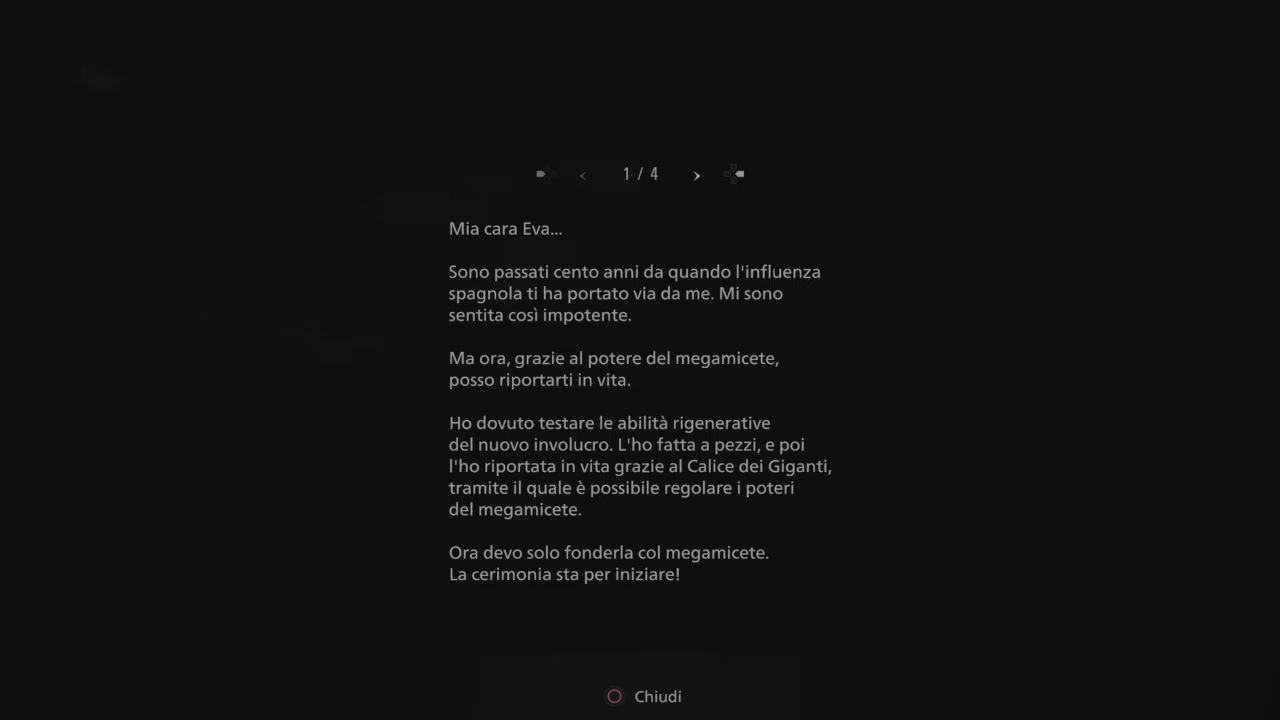 1 / 4
Mia cara Eva...
Sono passati cento anni da quando l'influenza
spagnola ti ha portato via da me. Mi sono
sentita così impotente.
Ma ora, grazie al potere del megamicete,
posso riportarti in vita.
Ho dovuto testare le abilità rigenerative
del nuovo involucro. L'ho fatta a pezzi, e poi
l'ho riportata in vita grazie al Calice dei Giganti,
tramite il quale è possibile regolare i poteri
del megamicete.
Ora devo solo fonderla col megamicete.
La cerimonia sta per iniziare!
Chiudi